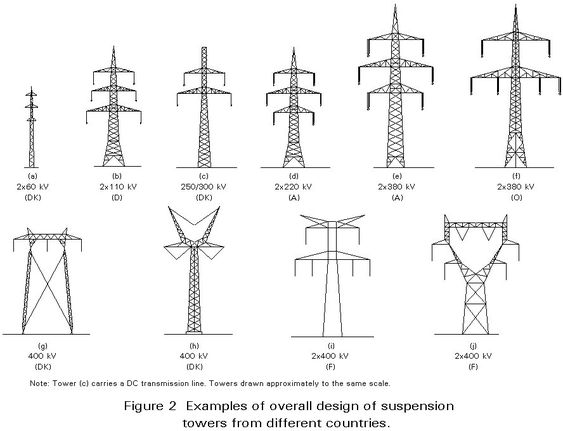 (a)
2x60 kV
(DK)
(b)
2x110 kV
(D)
(c)
250/300 kV
(DK)
(d)
2x220 kV
(A)
(e)
2x380 kV
(A)
(f)
2x380 kV
(O)
(g)
400 kV
(DK)
(h)
400 kV
(DK)
(i)
2x400 kV
(F)
(j)
2x400 kV
(F)
Note: Tower (c) carries a DC transmission line. Towers drawn approximately to the same scale.
Figure 2 Examples of overall design of suspension
towers from different countries.